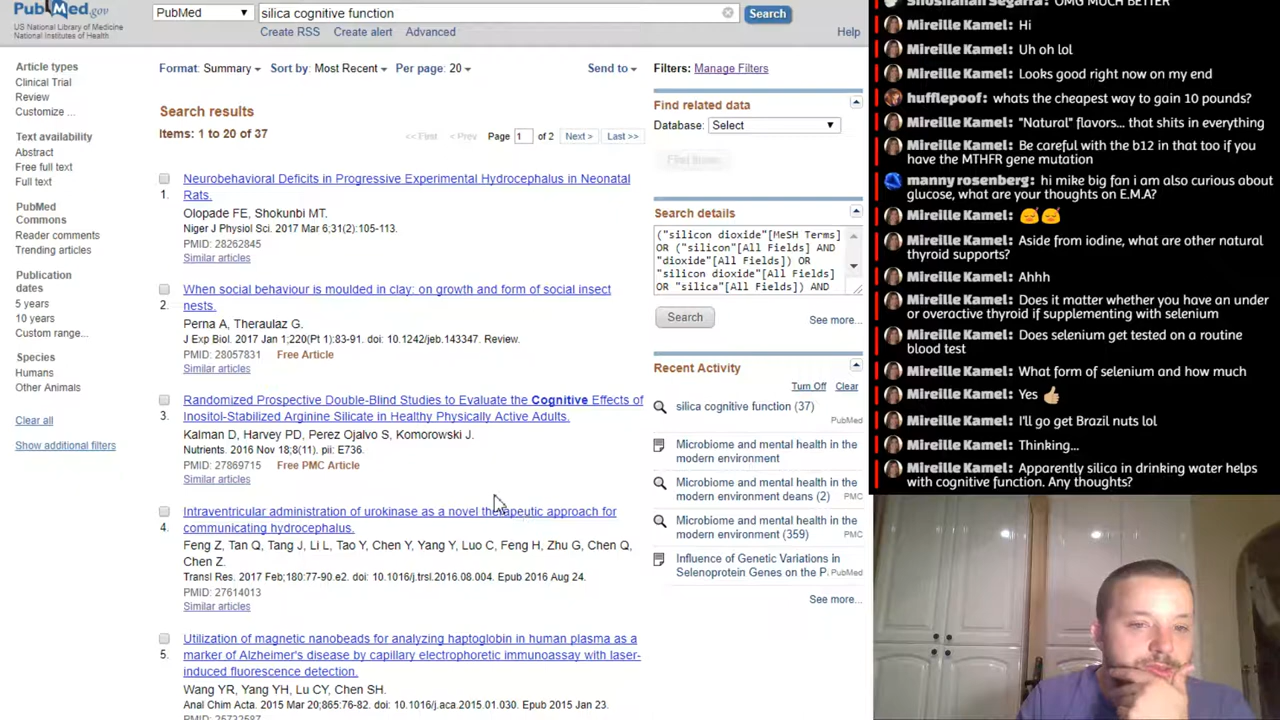 PubMed.gov
US National Library of Medicine
National Institutes of Health
PubMed
silica cognitive function
Search
Create RSS Create alert Advanced
Help
Article types
Clinical Trial
Review
Customize ...
Text availability
Abstract
Free full text
Full text
PubMed
Commons
Reader comments
Trending articles
Publication
dates
5 years
10 years
Custom range...
Species
Humans
Other Animals
Clear all
Show additional filters
Format: Summary Sort by: Most Recent Per page: 20
Send to
Search results
Items: 1 to 20 of 37
<< First < Prev Page 1 of 2 Next > Last >>
Neurobehavioral Deficits in Progressive Experimental Hydrocephalus in Neonatal
1. Rats.
Olopade FE, Shokunbi MT.
Niger J Physiol Sci. 2017 Mar 6;31(2):105-113.
PMID: 28262845
Similar articles
When social behaviour is moulded in clay: on growth and form of social insect
2. nests.
Perna A, Theraulaz G.
J Exp Biol. 2017 Jan 1;220(Pt 1):83-91. doi: 10.1242/jeb.143347. Review.
PMID: 28057831 Free Article
Similar articles
Randomized Prospective Double-Blind Studies to Evaluate the Cognitive Effects of
3. Inositol-Stabilized Arginine Silicate in Healthy Physically Active Adults.
Kalman D, Harvey PD, Perez Ojalvo S, Komorowski J.
Nutrients. 2016 Nov 18;8(11). pii: E736.
PMID: 27869715 Free PMC Article
Similar articles
Intraventricular administration of urokinase as a novel therapeutic approach for
4. communicating hydrocephalus.
Feng Z, Tan Q, Tang J, Li L, Tao Y, Chen Y, Yang Y, Luo C, Feng H, Zhu G, Chen Q,
Chen Z.
Transl Res. 2017 Feb;180:77-90.e2. doi: 10.1016/j.trsl.2016.08.004. Epub 2016 Aug 24.
PMID: 27614013
Similar articles
Utilization of magnetic nanobeads for analyzing haptoglobin in human plasma as a
5. marker of Alzheimer's disease by capillary electrophoretic immunoassay with laser-
induced fluorescence detection.
Wang YR, Yang YH, Lu CY, Chen SH.
Anal Chim Acta. 2015 Mar 20;865:76-82. doi: 10.1016/j.aca.2015.01.030. Epub 2015 Jan 23.
PMID: 25732587
Filters: Manage Filters
Find related data
Database: Select
Find items
Search details
("silicon dioxide"[MeSH Terms]
OR ("silicon"[All Fields] AND
"dioxide"[All Fields]) OR
"silicon dioxide"[All Fields]
OR "silica"[All Fields]) AND
Search
See more...
Recent Activity
Turn Off Clear
silica cognitive function (37)
PubMed
Microbiome and mental health in the
modern environment
Microbiome and mental health in the
modern environment deans (2) PMC
Microbiome and mental health in the
modern environment (359) PMC
Influence of Genetic Variations in
Selenoprotein Genes on the P. PubMed
See more...
Shoshanah Segarra: OMG MUCH BETTER
Mireille Kamel: Hi
Mireille Kamel: Uh oh lol
Mireille Kamel: Looks good right now on my end
hufflepoof: whats the cheapest way to gain 10 pounds?
Mireille Kamel: "Natural" flavors... that shits in everything
Mireille Kamel: Be careful with the b12 in that too if you
have the MTHFR gene mutation
manny rosenberg: hi mike big fan i am also curious about
glucose, what are your thoughts on E.M.A?
Mireille Kamel: 😴😴
Mireille Kamel: Aside from iodine, what are other natural
thyroid supports?
Mireille Kamel: Ahhh
Mireille Kamel: Does it matter whether you have an under
or overactive thyroid if supplementing with selenium
Mireille Kamel: Does selenium get tested on a routine
blood test
Mireille Kamel: What form of selenium and how much
Mireille Kamel: Yes 👍
Mireille Kamel: I'll go get Brazil nuts lol
Mireille Kamel: Thinking...
Mireille Kamel: Apparently silica in drinking water helps
with cognitive function. Any thoughts?